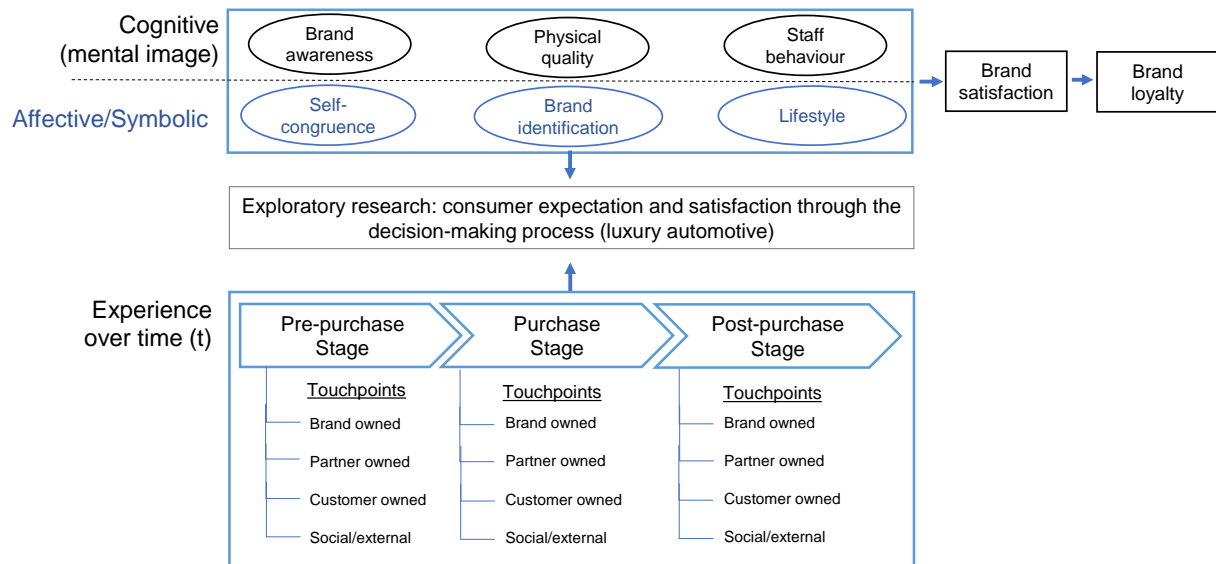 Cognitive
(mental image)
Brand
awareness
Physical
quality
Staff
behaviour
Affective/Symbolic
Self-
congruence
Brand
identification
Lifestyle
Brand
satisfaction
Brand
loyalty
Exploratory research: consumer expectation and satisfaction through the
decision-making process (luxury automotive)
Experience
over time (t)
Pre-purchase
Stage
Purchase
Stage
Post-purchase
Stage
Touchpoints
Brand owned
Partner owned
Customer owned
Social/external
Touchpoints
Brand owned
Partner owned
Customer owned
Social/external
Touchpoints
Brand owned
Partner owned
Customer owned
Social/external